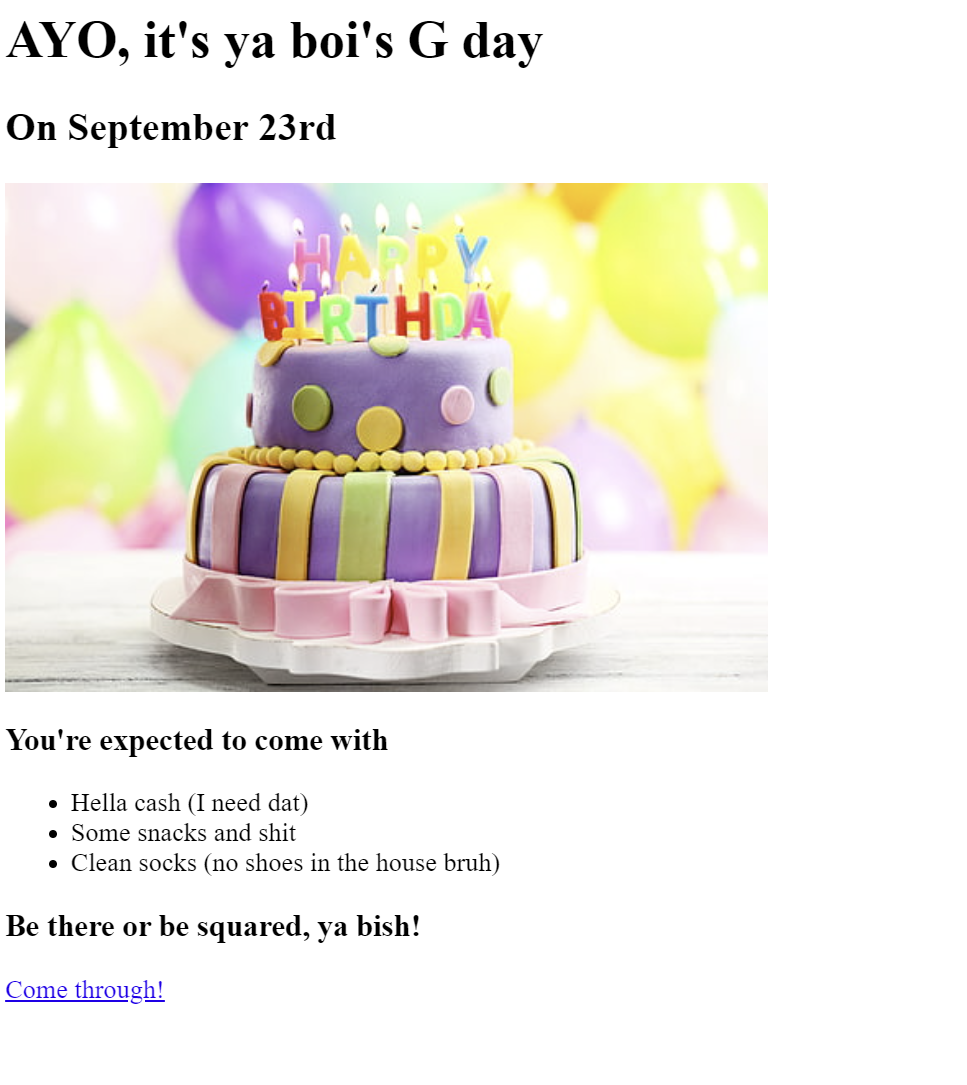 AYO, it's ya boi's G day
On September 23rd
HAPPY
BIRTHDAY
You're expected to come with
Hella cash (I need dat)
Some snacks and shit
Clean socks (no shoes in the house bruh)
Be there or be squared, ya bish!
Come through!